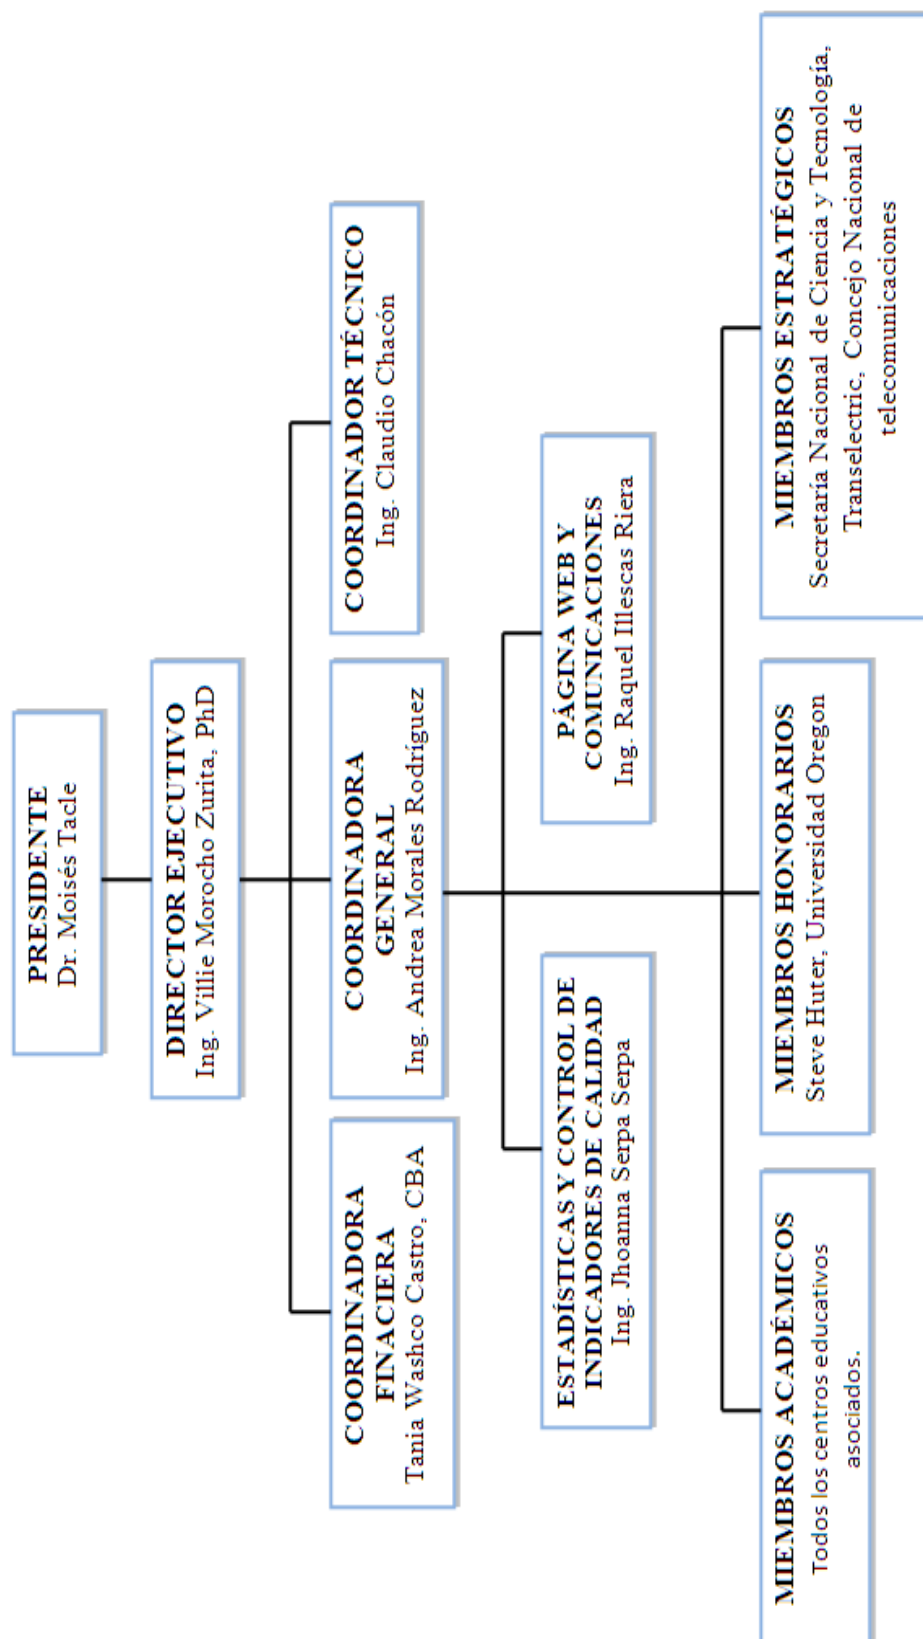 PRESIDENTE
Dr. Moisés Tacle
DIRECTOR EJECUTIVO
Ing. Villie Morocho Zurita, PhD
COORDINADORA
FINACIERA
Tania Washco Castro, CBA
COORDINADORA
GENERAL
Ing. Andrea Morales Rodríguez
COORDINADOR TÉCNICO
Ing. Claudio Chacón
ESTADÍSTICAS Y CONTROL DE
INDICADORES DE CALIDAD
Ing. Jhoanna Serpa Serpa
PÁGINA WEB Y
COMUNICACIONES
Ing. Raquel Illescas Riera
MIEMBROS ACADÉMICOS
Todos los centros educativos
asociados.
MIEMBROS HONORARIOS
Steve Huter, Universidad Oregon
MIEMBROS ESTRATÉGICOS
Secretaría Nacional de Ciencia y Tecnología,
Transelectric, Concejo Nacional de
telecomunicaciones